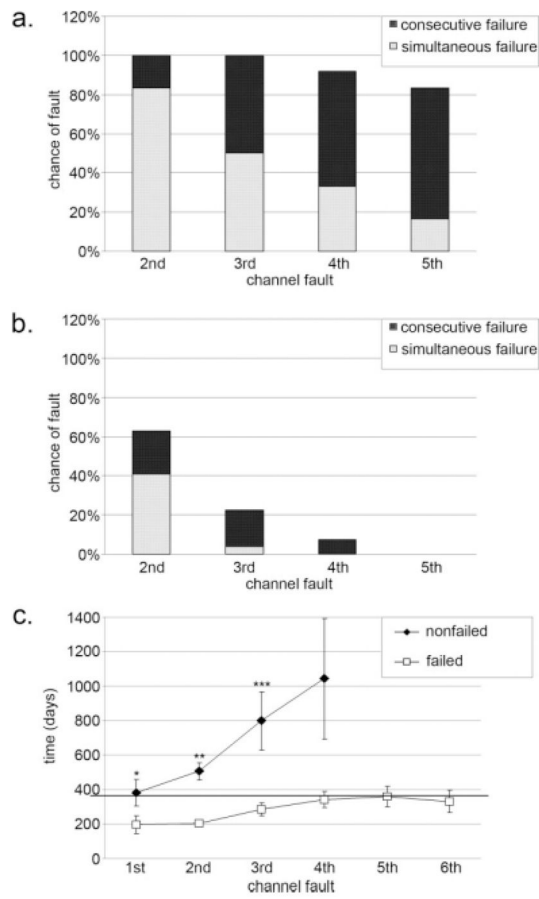 a.
120%
100%
80%
60%
40%
20%
0%
chance of fault
consecutive failure
simultaneous failure
2nd 3rd 4th 5th
channel fault
b.
120%
100%
80%
60%
40%
20%
0%
chance of fault
consecutive failure
simultaneous failure
2nd 3rd 4th 5th
channel fault
c.
1400
1200
1000
800
600
400
200
0
time (days)
nonfailed
failed
*
**
***
1st 2nd 3rd 4th 5th 6th
channel fault